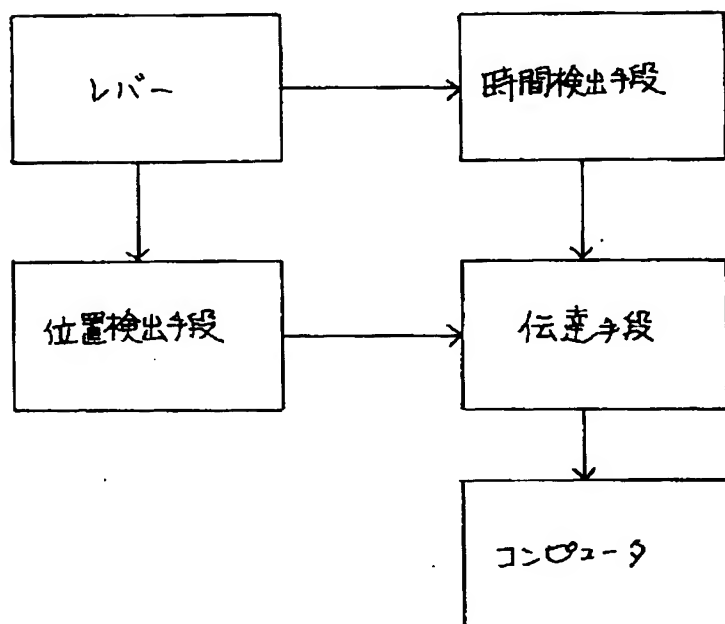 レバー
時間検出手段
位置検出手段
伝達手段
コンピュータ